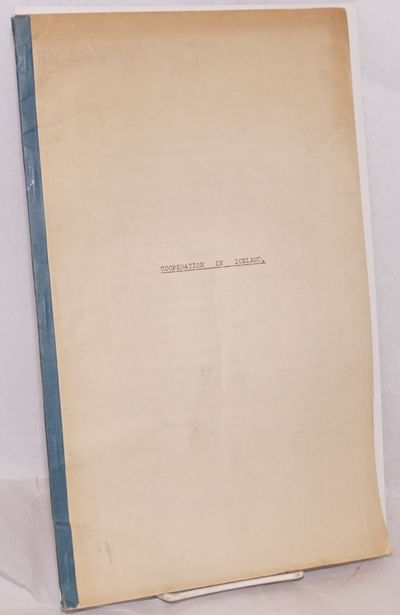 COOPERATION IN ICELAND.